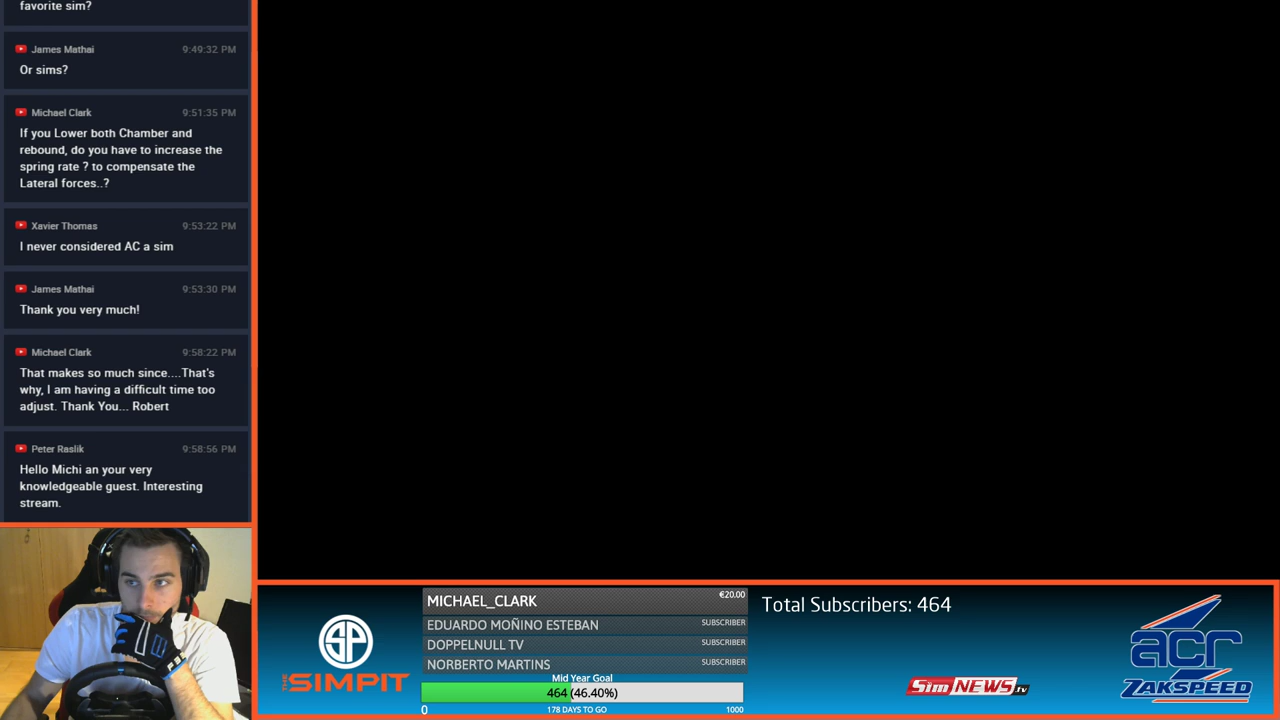 favorite sim?
James Mathai 9:49:32 PM
Or sims?
Michael Clark 9:51:35 PM
If you Lower both Chamber and
rebound, do you have to increase the
spring rate ? to compensate the
Lateral forces..?
Xavier Thomas 9:53:22 PM
I never considered AC a sim
James Mathai 9:53:30 PM
Thank you very much!
Michael Clark 9:58:22 PM
That makes so much since....That's
why, I am having a difficult time too
adjust. Thank You... Robert
Peter Raslik 9:58:56 PM
Hello Michi an your very
knowledgeable guest. Interesting
stream.
SP
THE SIMPIT
MICHAEL_CLARK €20.00
EDUARDO MOÑINO ESTEBAN SUBSCRIBER
DOPPELNULL TV SUBSCRIBER
NORBERTO MARTINS SUBSCRIBER
Mid Year Goal
464 (46.40%)
0 178 DAYS TO GO 1000
Total Subscribers: 464
SimNEWS.tv
acr
ZAKSPEED